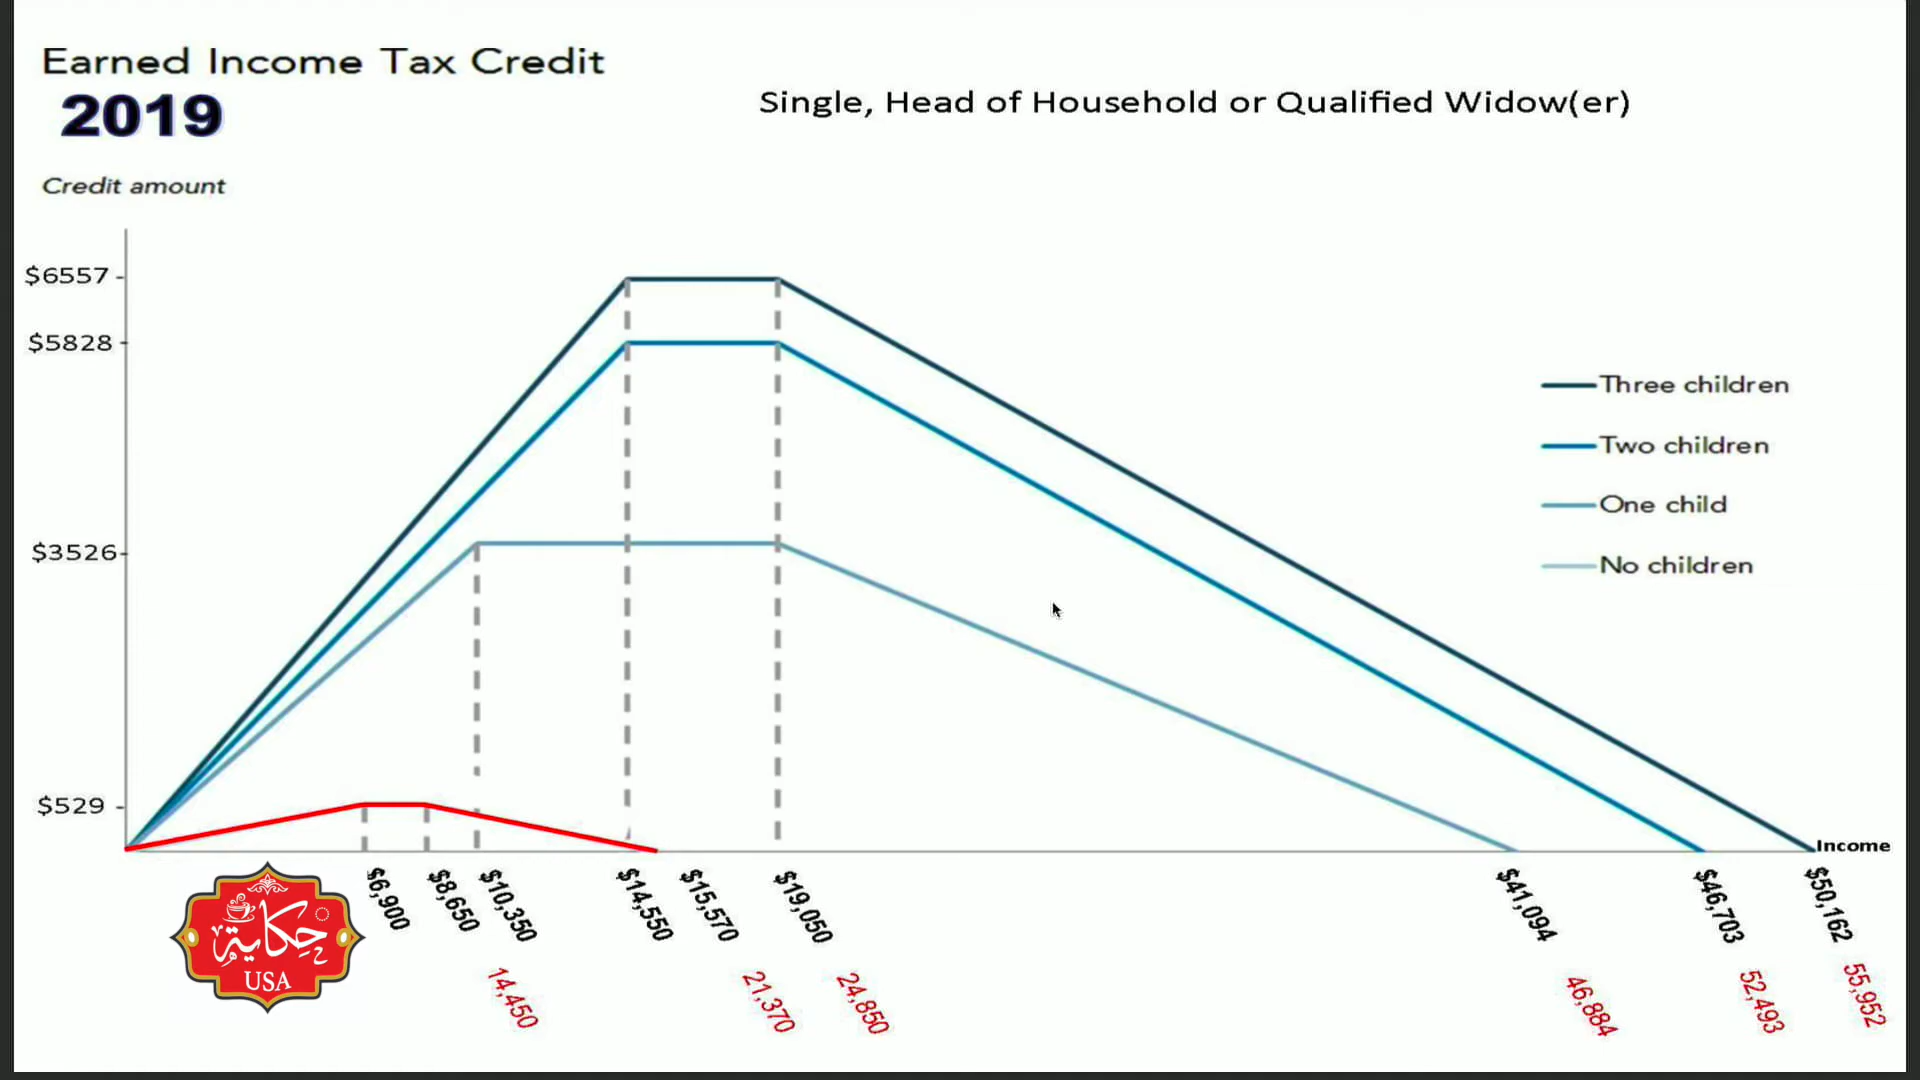 Earned Income Tax Credit
2019
Single, Head of Household or Qualified Widow(er)
Credit amount
$6557
$5828
$3526
$529
Three children
Two children
One child
No children
Income
$6,900
$8,650
$10,350
$14,550
$15,570
$19,050
$41,094
$46,703
$50,162
14,450
21,370
24,850
46,884
52,493
55,952
حكاية
USA